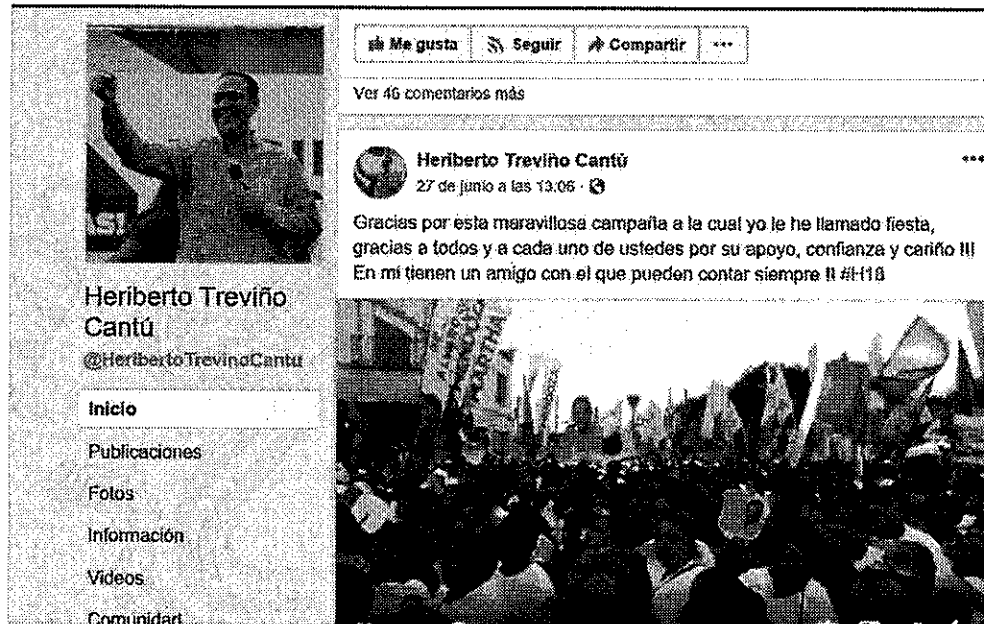 Me gusta Seguir Compartir ...
Ver 46 comentarios más
Heriberto Treviño Cantú
27 de junio a las 13:06 ·
Gracias por esta maravillosa campaña a la cual yo le he llamado fiesta,
gracias a todos y a cada uno de ustedes por su apoyo, confianza y cariño !!!
En mí tienen un amigo con el que pueden contar siempre !! #H18
SI
Heriberto Treviño
Cantú
@HeribertoTrevinoCantu
Inicio
Publicaciones
Fotos
Información
Videos
Comunidad
MARTHA